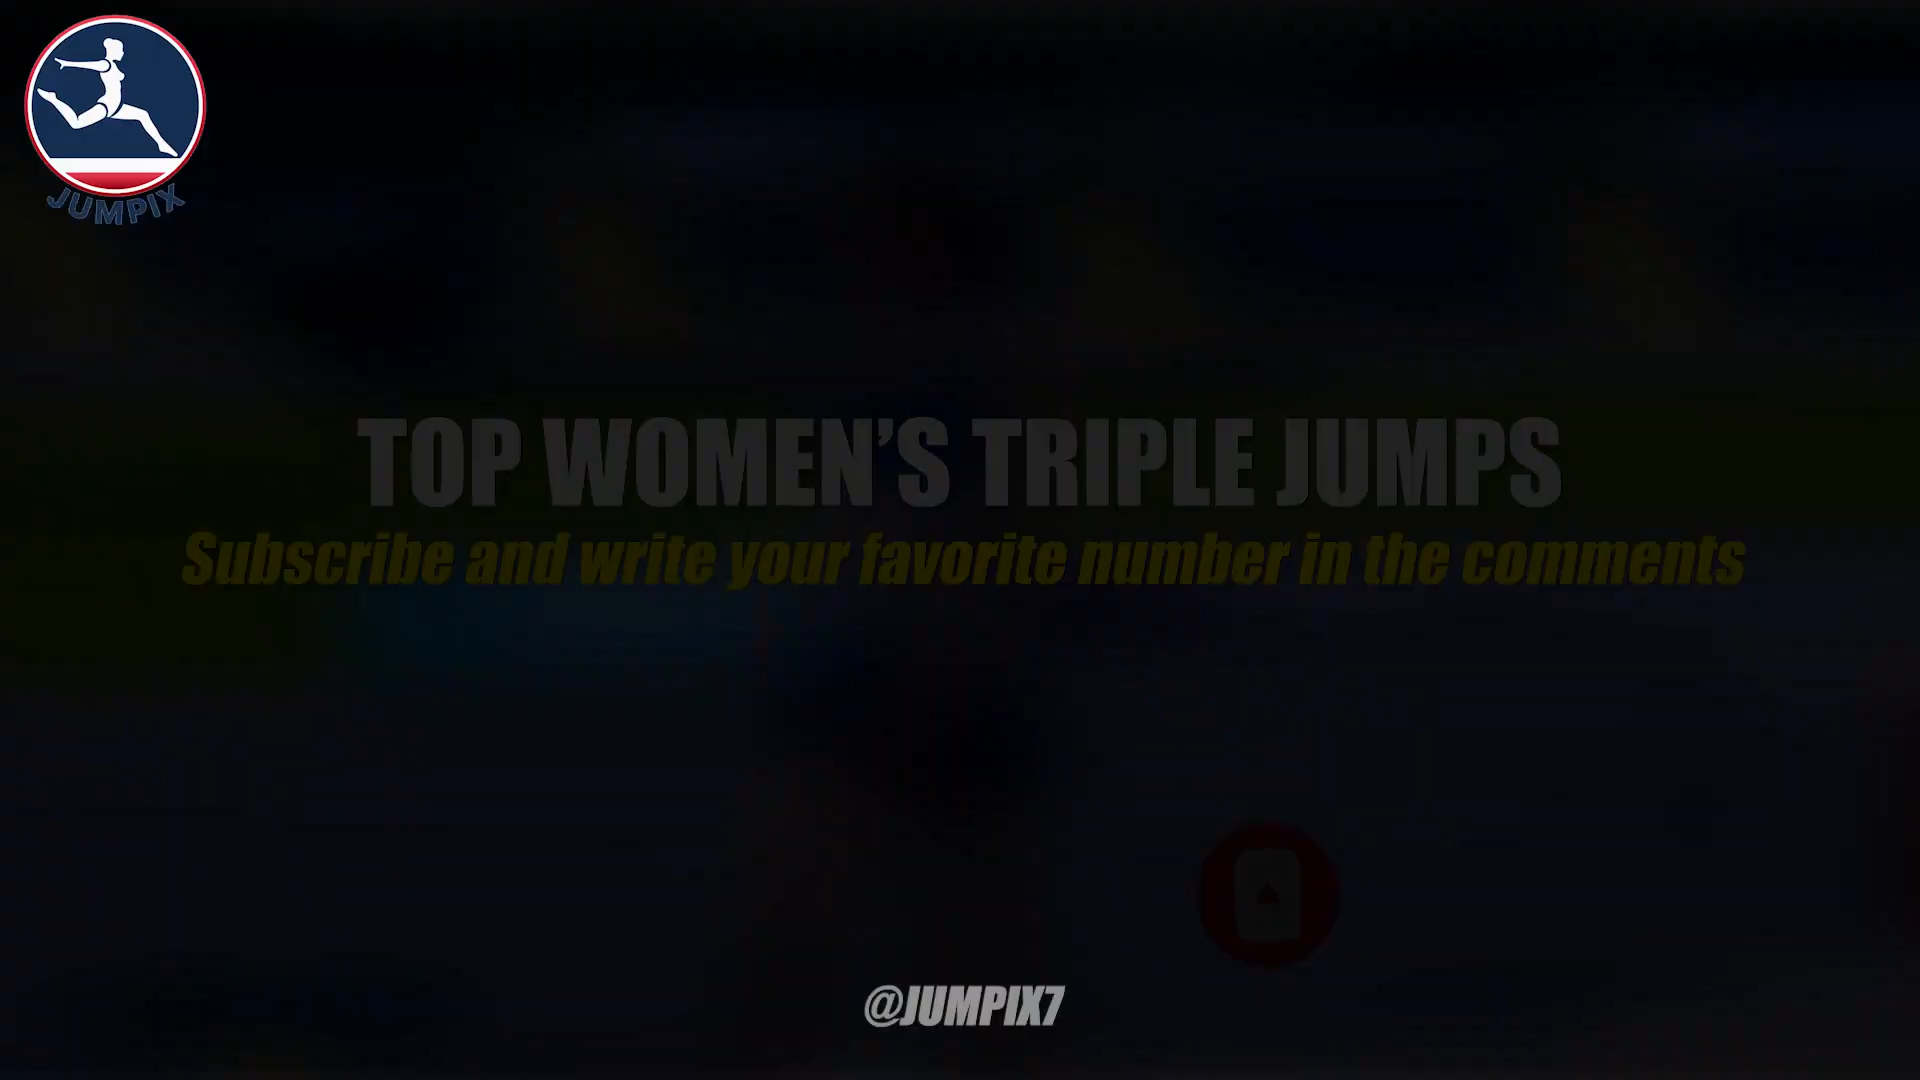 JUMPIX
TOP WOMEN’S TRIPLE JUMPS
Subscribe and write your favorite number in the comments
@JUMPIX7